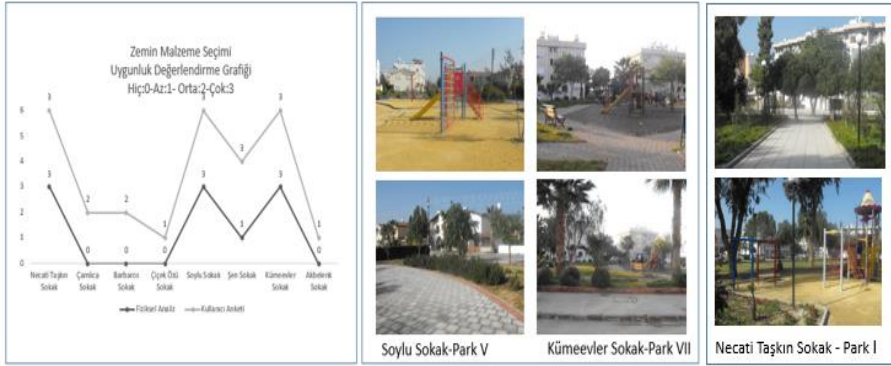 Zemin Malzeme Seçimi
Uygunluk Değerlendirme Grafiği
Hiç:0-Az:1- Orta:2-Çok:3
6
5
4
3
2
1
0
3 2 2 1 3 3 3 1
3 0 0 0 3 1 3 0
Necati Taşkın Sokak
Çamlıca Sokak
Barbaros Sokak
Çiçek Özü Sokak
Soylu Sokak
Şen Sokak
Kümeevler Sokak
Akbelenk Sokak
Fiziksel Analiz
Kullanıcı Anketi
Soylu Sokak-Park V
Kümeevler Sokak-Park VII
Necati Taşkın Sokak - Park I